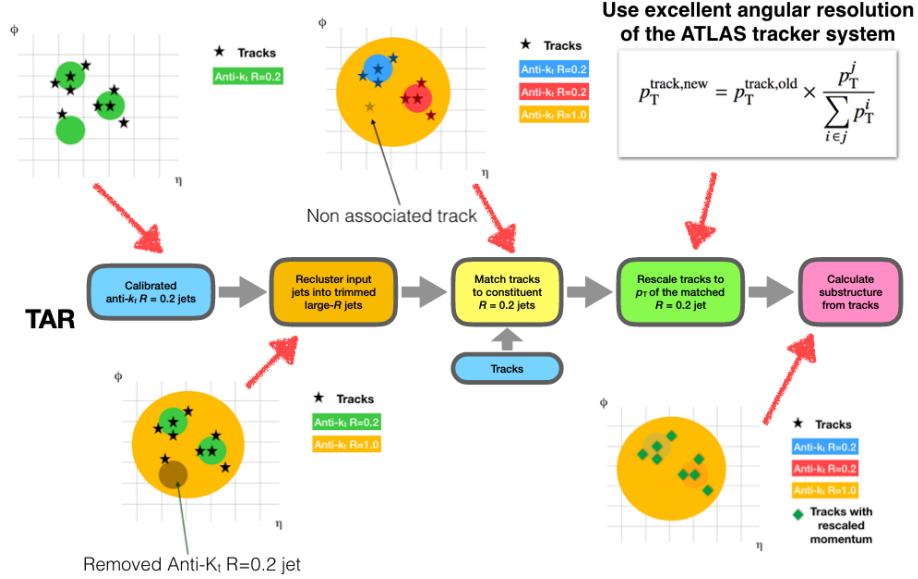 Use excellent angular resolution
of the ATLAS tracker system
ϕ
Tracks
Anti-kt R=0.2
η
ϕ
Tracks
Anti-kt R=0.2
Anti-kt R=0.2
Anti-kt R=1.0
η
Non associated track
p_T^{track,new} = p_T^{track,old} × \frac{p_T^j}{\sum_{i∈j} p_T^i}
TAR
Calibrated
anti-kt R = 0.2 jets
Recluster input
jets into trimmed
large-R jets
Match tracks
to constituent
R = 0.2 jets
Rescale tracks to
pT of the matched
R = 0.2 jet
Calculate
substructure
from tracks
Tracks
ϕ
Tracks
Anti-kt R=0.2
Anti-kt R=1.0
η
Removed Anti-Kt R=0.2 jet
ϕ
Tracks
Anti-kt R=0.2
Anti-kt R=0.2
Anti-kt R=1.0
Tracks with
rescaled
momentum
η